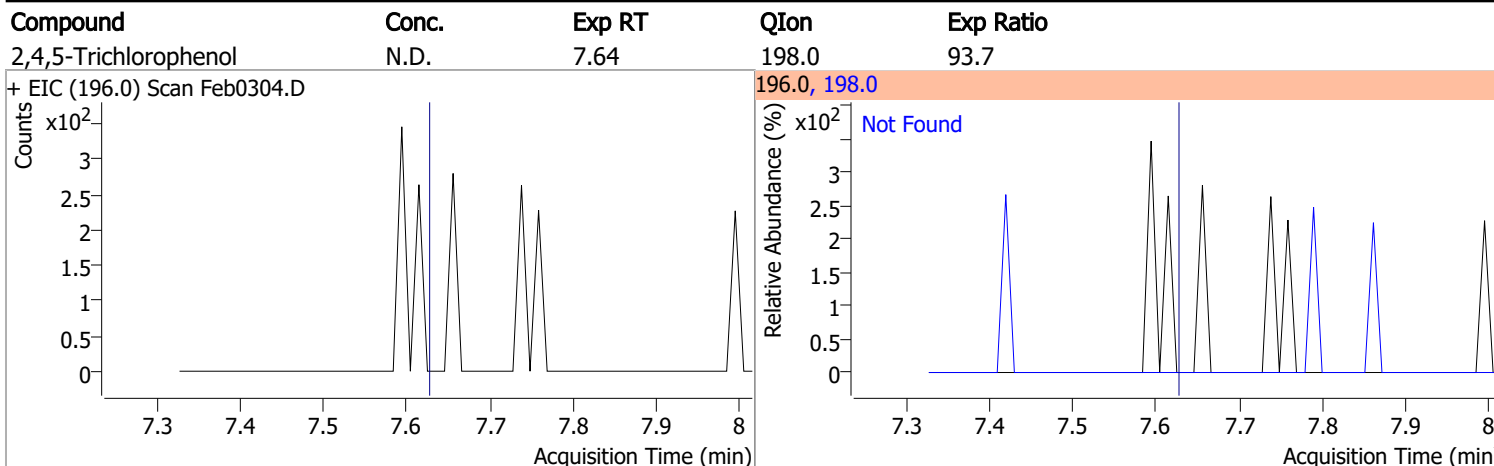 Compound Conc. Exp RT QIon Exp Ratio
2,4,5-Trichlorophenol N.D. 7.64 198.0 93.7
+ EIC (196.0) Scan Feb0304.D
Counts
x10²
3
2.5
2
1.5
1
0.5
0
7.3 7.4 7.5 7.6 7.7 7.8 7.9 8
Acquisition Time (min)
196.0, 198.0
Relative Abundance (%)
x10²
Not Found
3
2.5
2
1.5
1
0.5
0
7.3 7.4 7.5 7.6 7.7 7.8 7.9 8
Acquisition Time (min